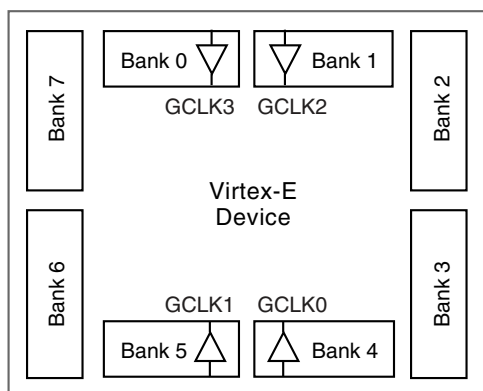 Bank 0
Bank 1
GCLK3
GCLK2
Bank 7
Bank 2
Virtex-E
Device
Bank 6
Bank 3
GCLK1
GCLK0
Bank 5
Bank 4